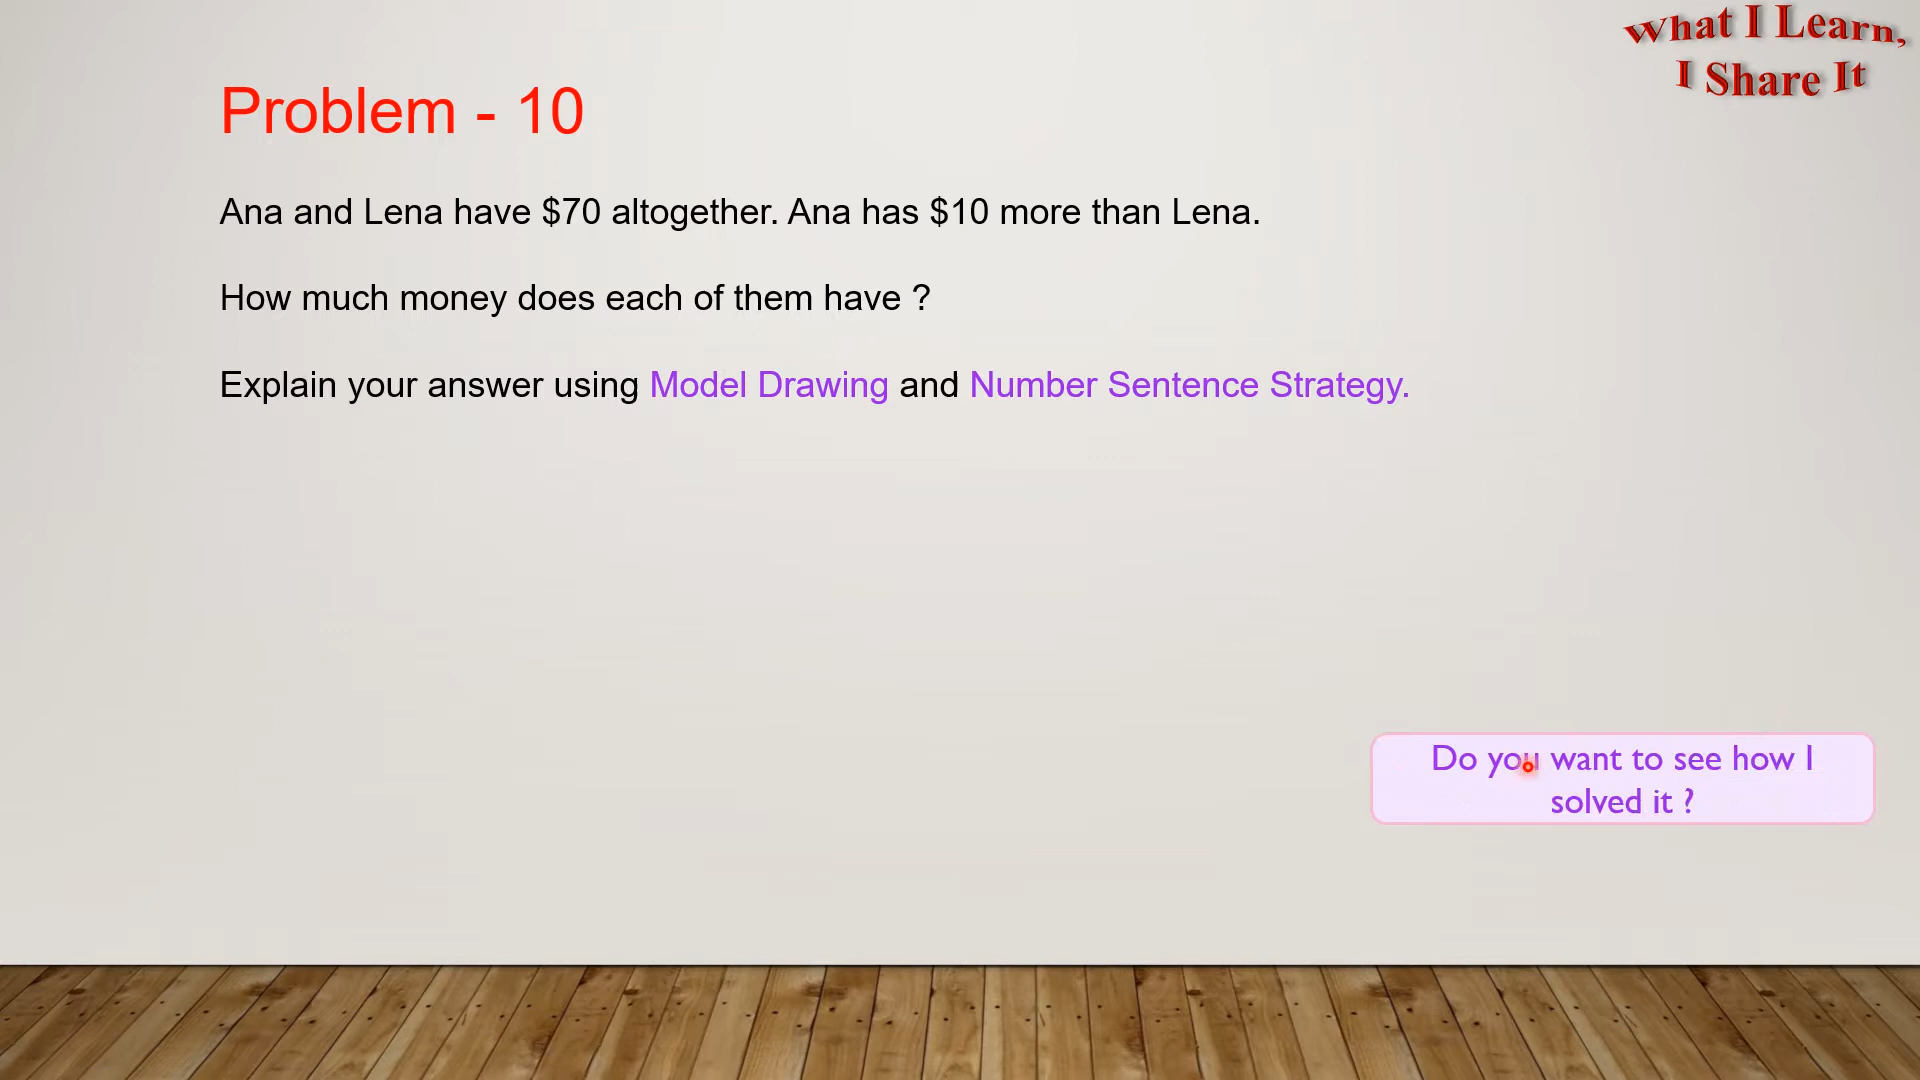 What I Learn,
I Share It
Problem - 10
Ana and Lena have $70 altogether. Ana has $10 more than Lena.
How much money does each of them have ?
Explain your answer using Model Drawing and Number Sentence Strategy.
Do you want to see how I
solved it ?